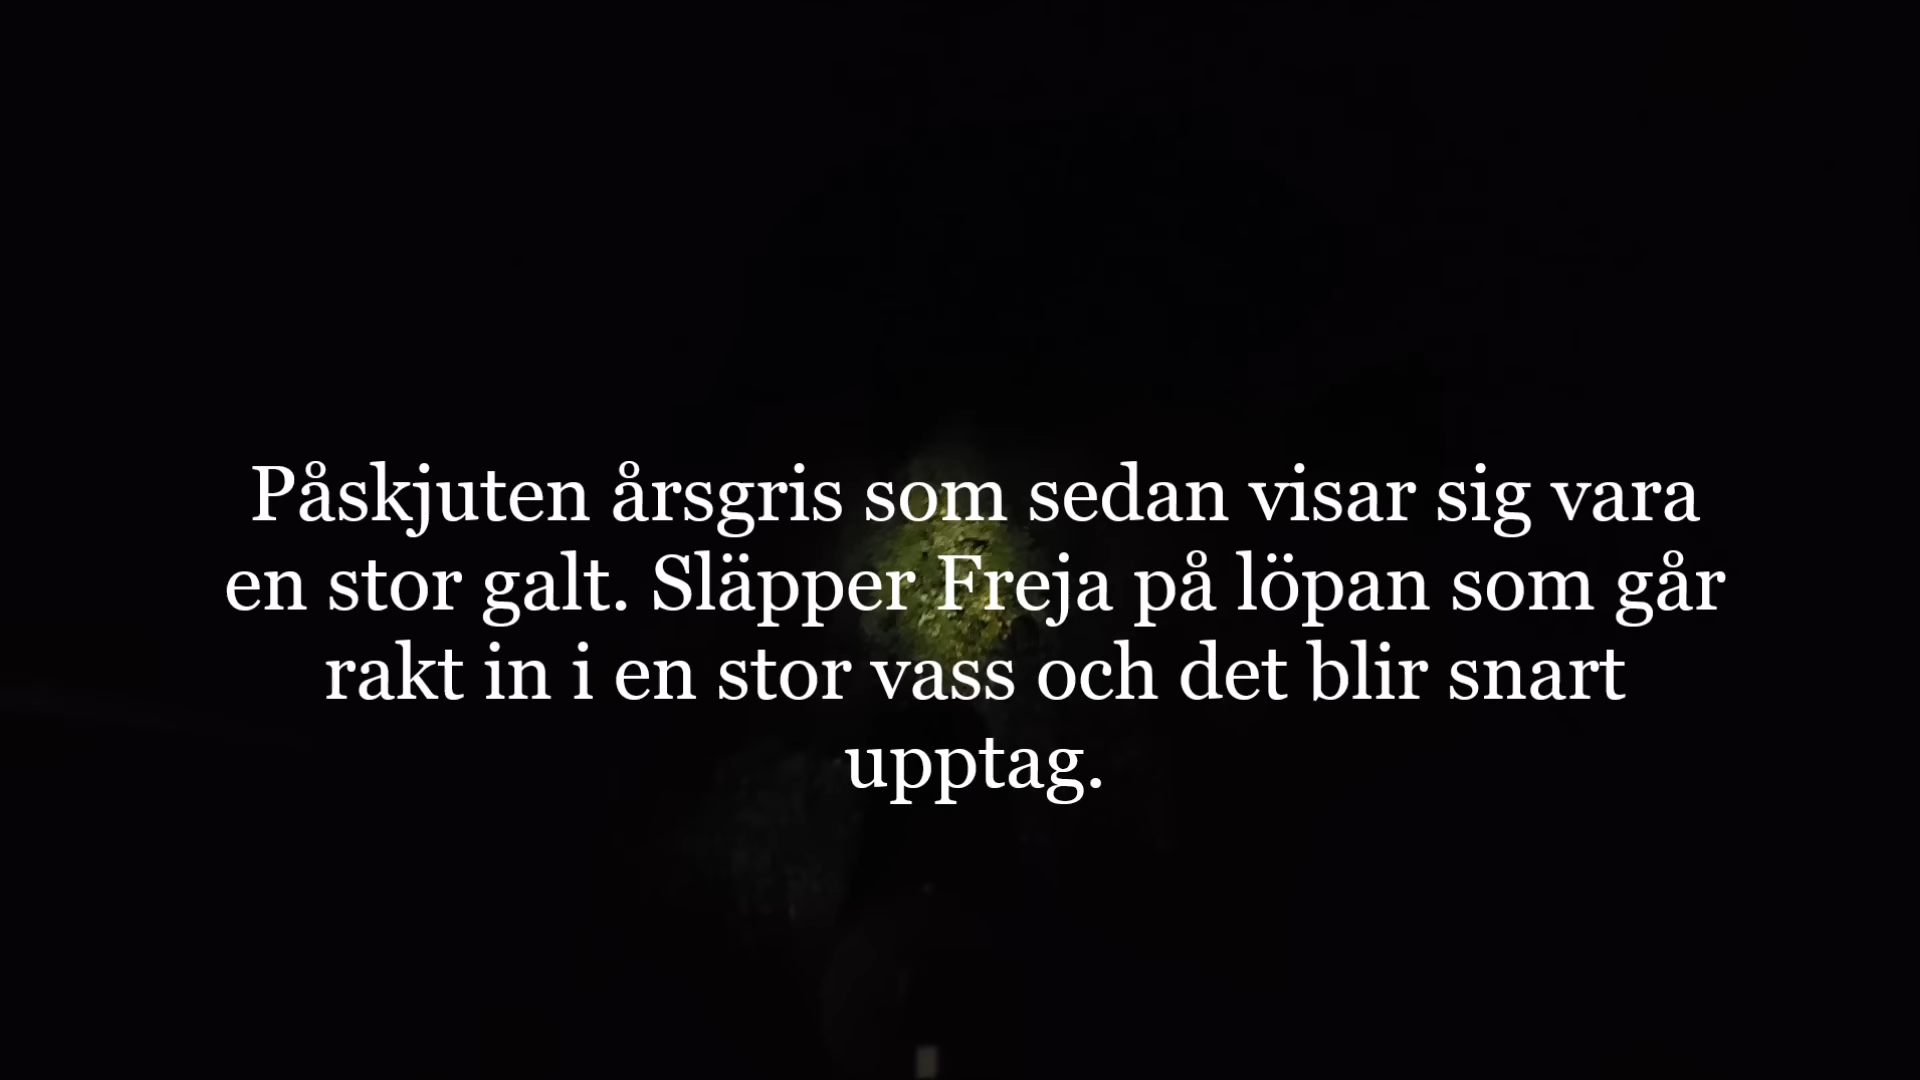 Påskjuten årsgris som sedan visar sig vara
en stor galt. Släpper Freja på löpan som går
rakt in i en stor vass och det blir snart
upptag.